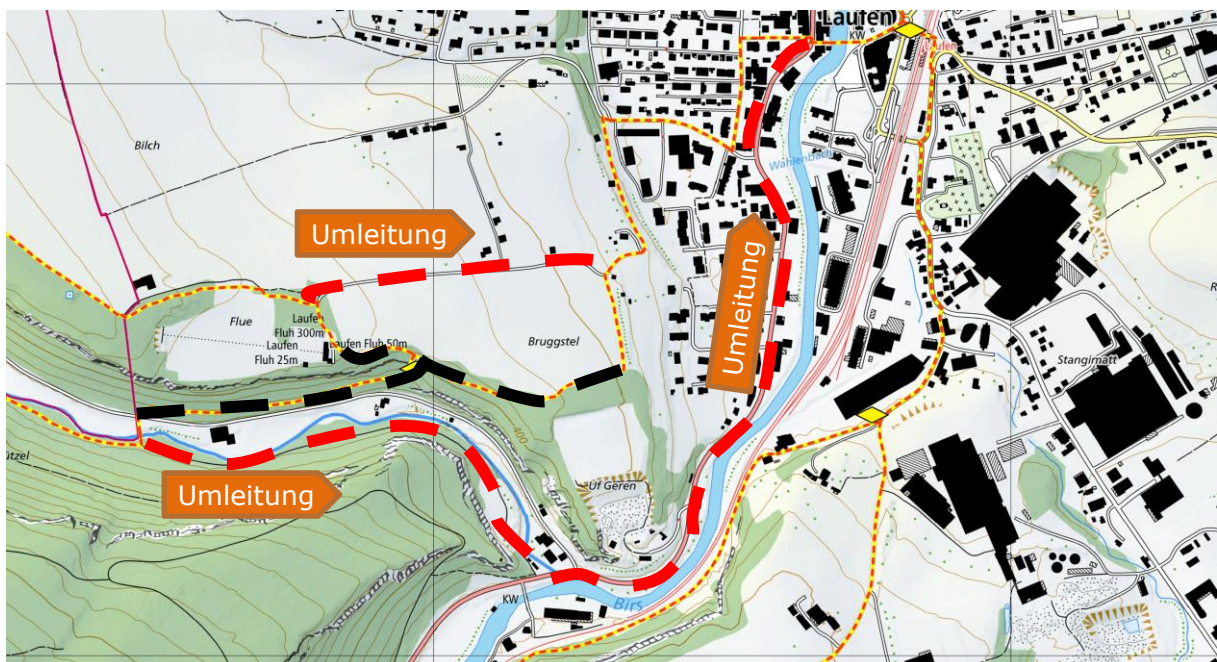 Laufen
KW
Laufen
Bilch
Wahlenbach
Umleitung
Umleitung
Flue
Laufen
Fluh 300m
Laufen
Fluh 25m
Laufen Fluh 50m
Bruggstel
Stangimatt
400
Umleitung
Uf Geren
KW
Birs